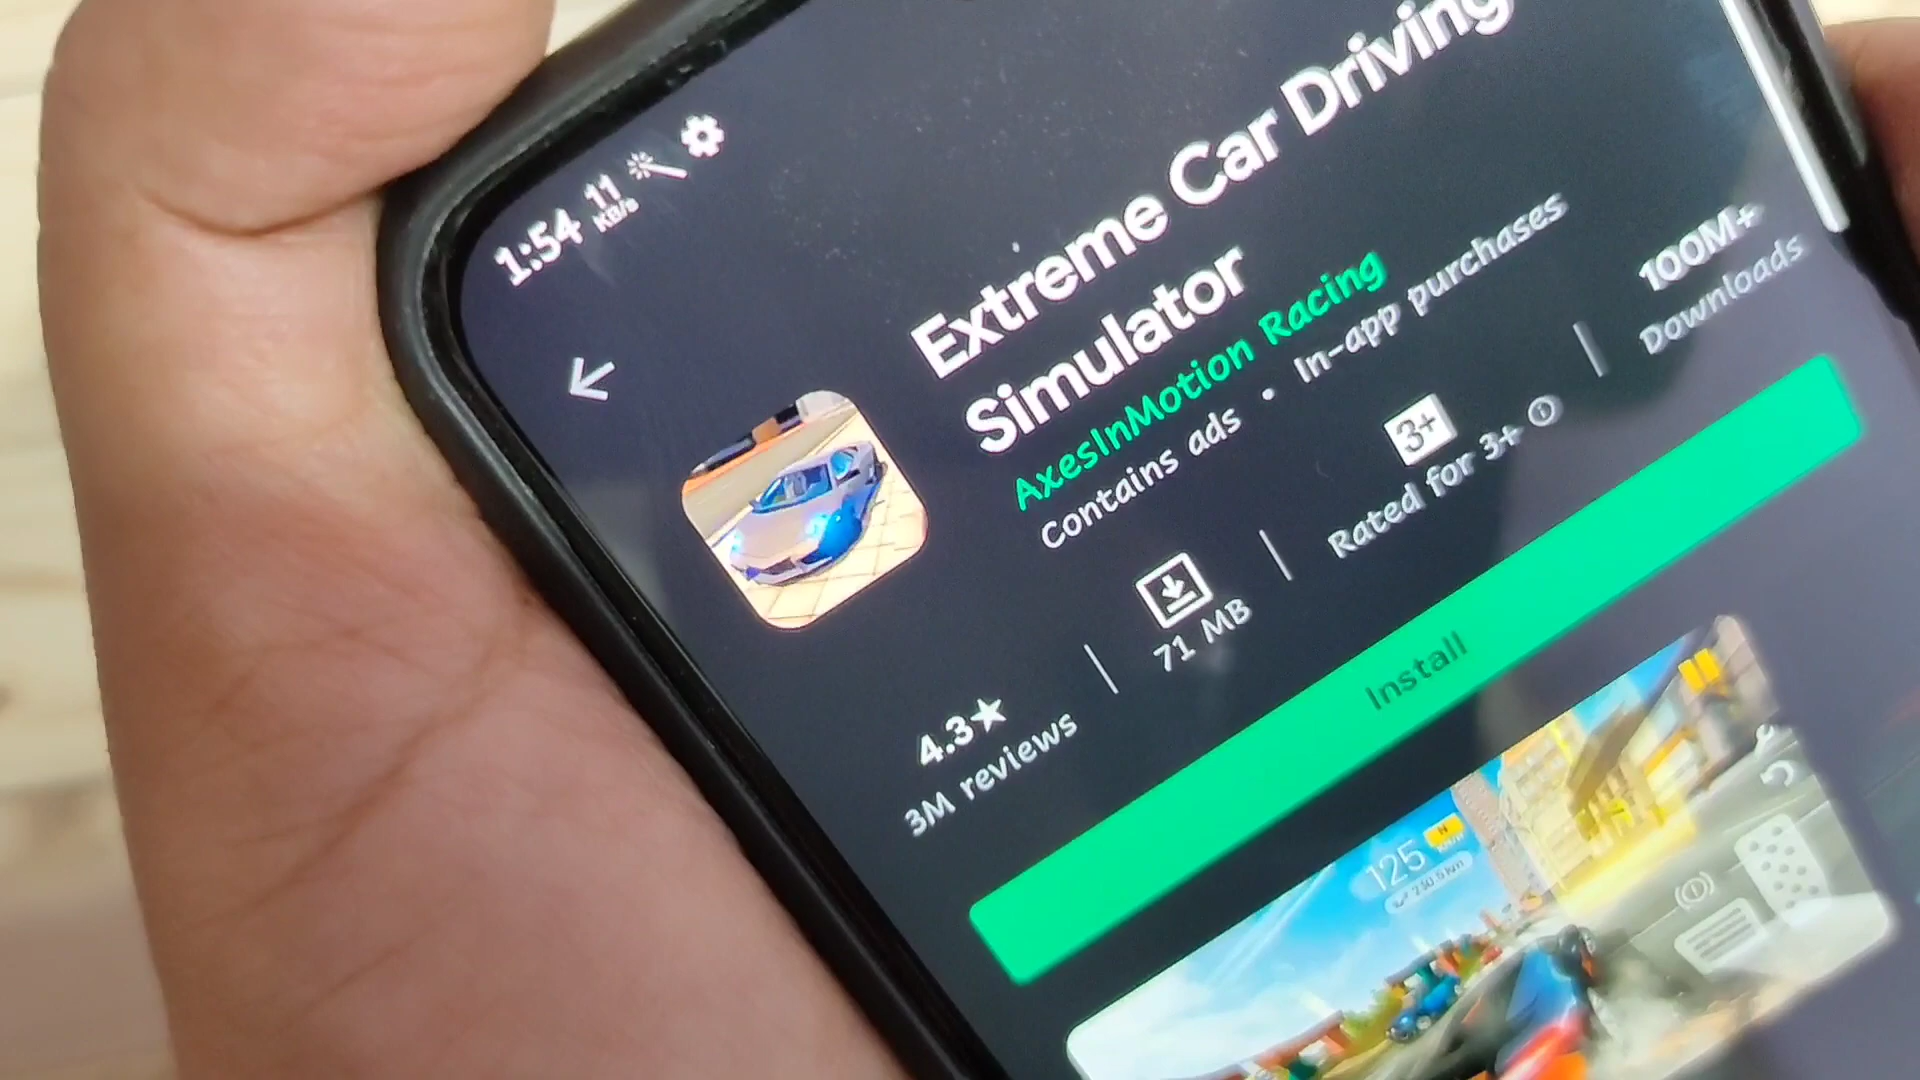 1:54
11
KB/s
Extreme Car Driving
Simulator
AxesInMotion Racing
Contains ads • In-app purchases
4.3★
3M reviews
71 MB
3+
Rated for 3+
100M+
Downloads
Install
125
N
KM/H